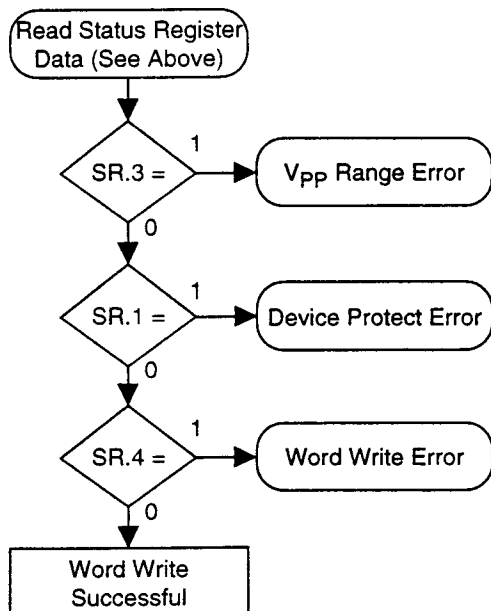 Read Status Register
Data (See Above)
1
SR.3 =
VPP Range Error
0
1
SR.1 =
Device Protect Error
0
1
SR.4 =
Word Write Error
0
Word Write
Successful